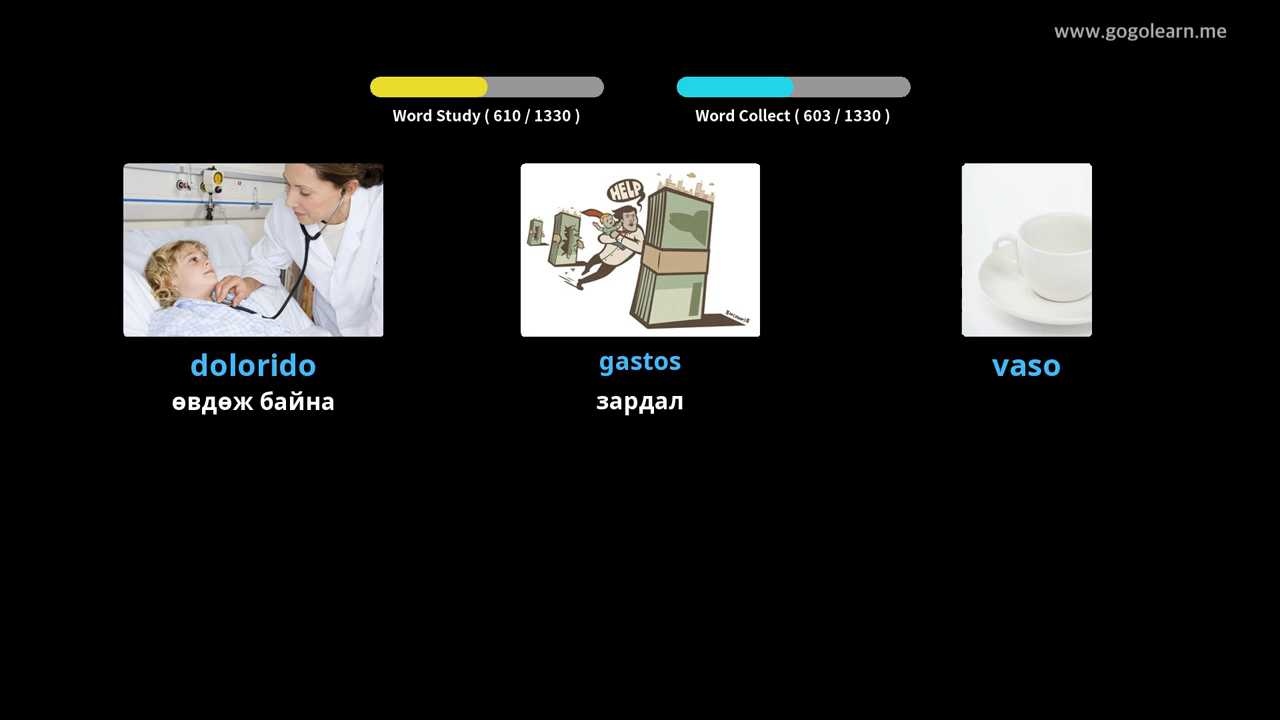 www.gogolearn.me
Word Study ( 610 / 1330 )
Word Collect ( 603 / 1330 )
HELP
dolorido
өвдөж байна
gastos
зардал
vaso